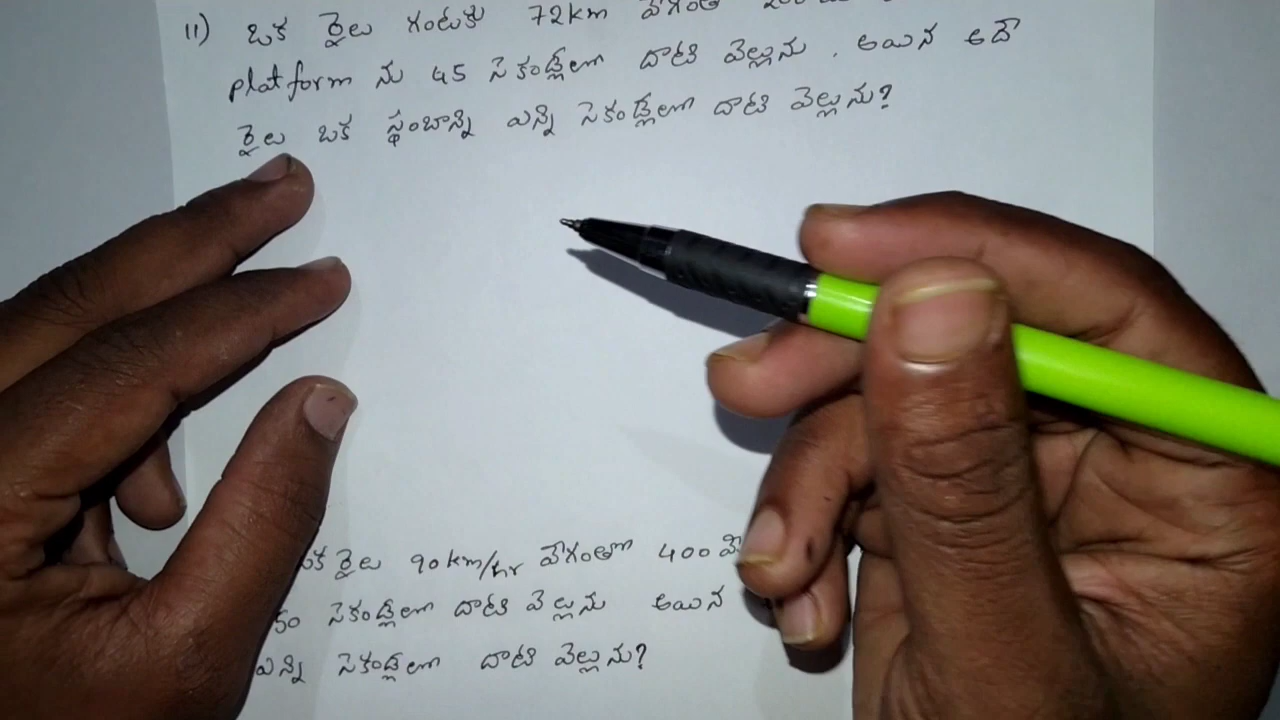 11) ఒక రైలు గంటకు 72km వేగంతో
platform ను 45 సెకండ్లలో దాటి వెల్లును. అయిన అదే
రైలు ఒక స్థంబాన్ని ఎన్ని సెకండ్లలో దాటి వెల్లును?
ఒక రైలు 90km/hr వేగంతో 400
సెకండ్లలో దాటి వెల్లును అయిన
ఎన్ని సెకండ్లలో దాటి వెల్లును?